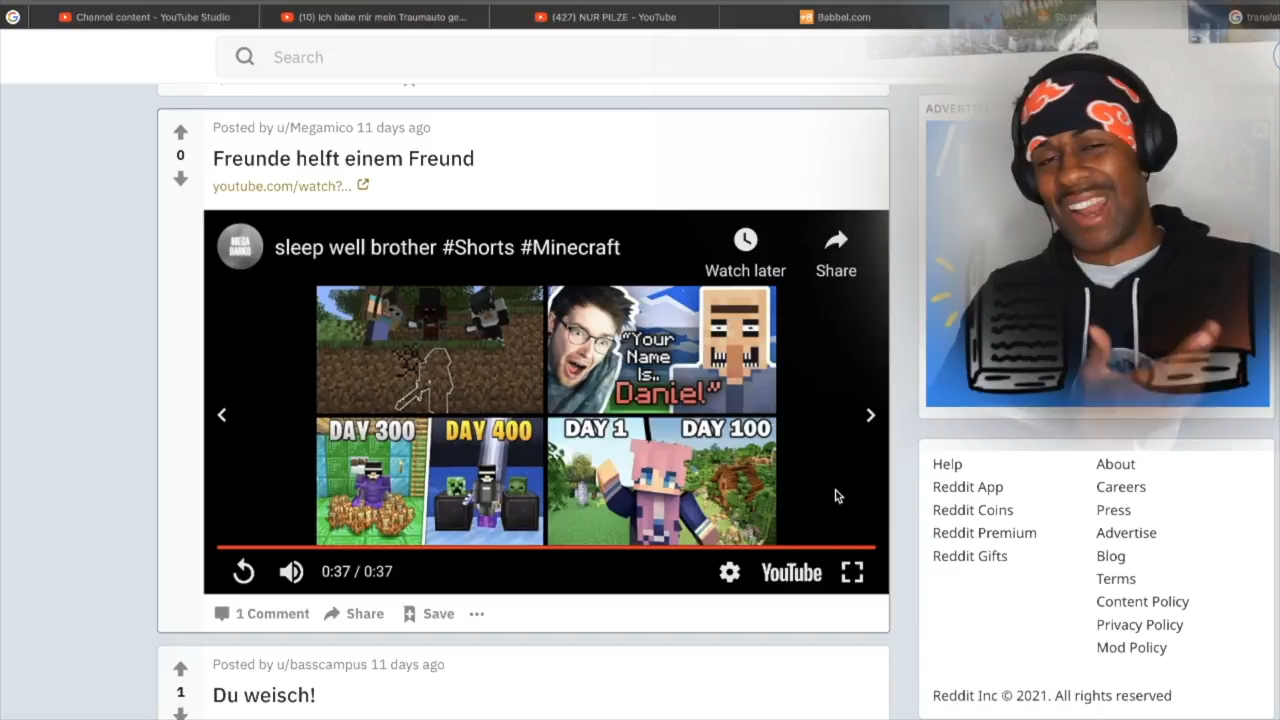 Channel content - YouTube Studio
(10) Ich habe mir mein Traumauto ge...
(427) NUR PILZE - YouTube
Babbel.com
Stutt
translat
Search
ADVERT
Posted by u/Megamico 11 days ago
0
Freunde helft einem Freund
youtube.com/watch?...
MEGA
sleep well brother #Shorts #Minecraft
Watch later
Share
"Your
Name
Is..
Daniel"
DAY 300
DAY 400
DAY 1
DAY 100
0:37 / 0:37
YouTube
1 Comment
Share
Save
Posted by u/basscampus 11 days ago
1
Du weisch!
Help
About
Reddit App
Careers
Reddit Coins
Press
Reddit Premium
Advertise
Reddit Gifts
Blog
Terms
Content Policy
Privacy Policy
Mod Policy
Reddit Inc © 2021. All rights reserved